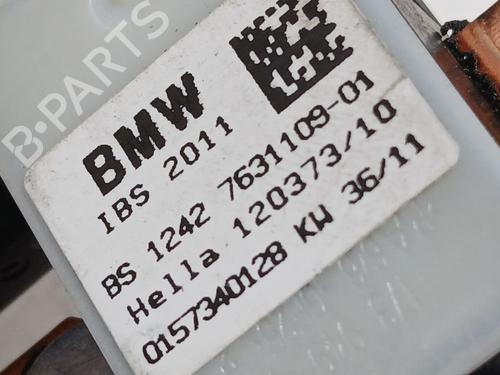 B-PARTS
BMW
IBS 2011
BS 1242 7631109-01
Hella 120373/10
0157340128 KW 36/11